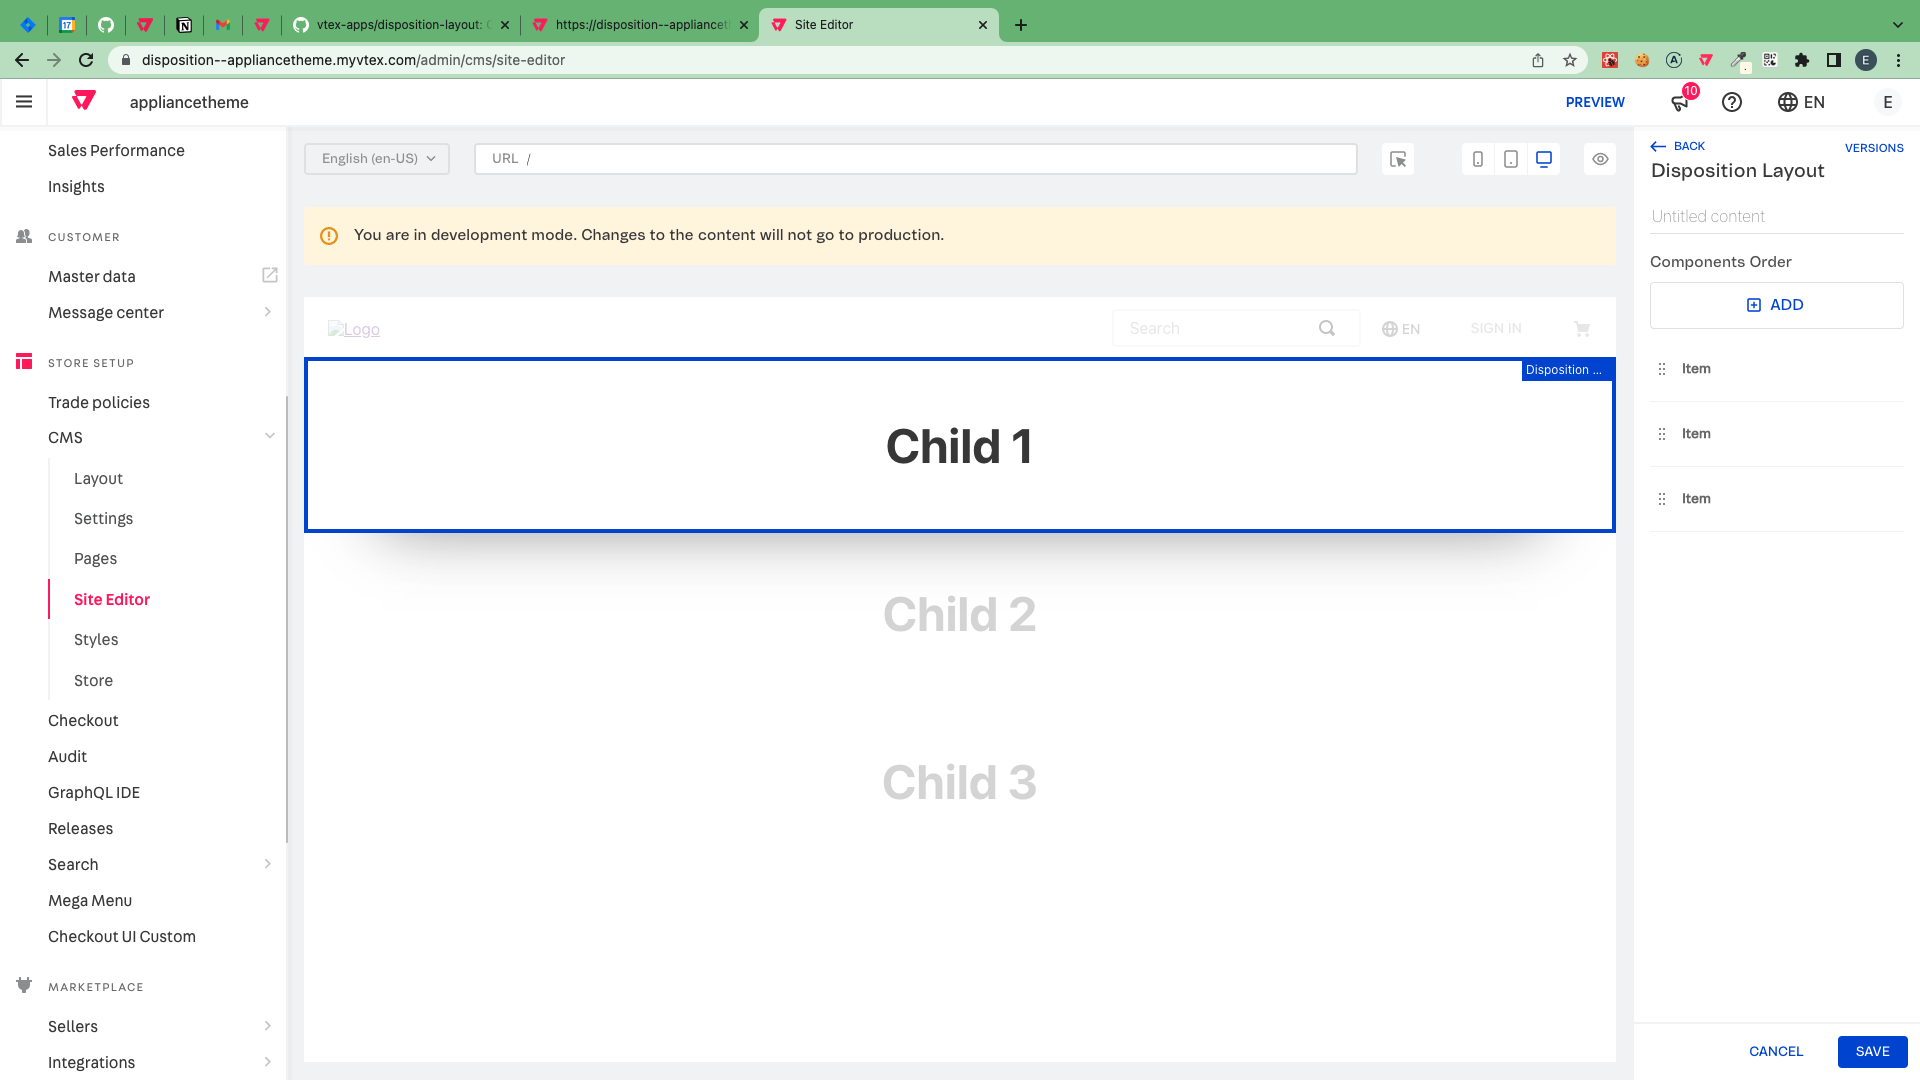 17
vtex-apps/disposition-layout:
https://disposition--appliancet
Site Editor
disposition--appliancetheme.myvtex.com/admin/cms/site-editor
E
appliancetheme
PREVIEW
10
EN
E
Sales Performance
Insights
CUSTOMER
Master data
Message center
STORE SETUP
Trade policies
CMS
Layout
Settings
Pages
Site Editor
Styles
Store
Checkout
Audit
GraphQL IDE
Releases
Search
Mega Menu
Checkout UI Custom
MARKETPLACE
Sellers
Integrations
English (en-US)
URL /
You are in development mode. Changes to the content will not go to production.
Logo
Search
EN
SIGN IN
Disposition ...
Child 1
Child 2
Child 3
BACK
VERSIONS
Disposition Layout
Untitled content
Components Order
ADD
Item
Item
Item
CANCEL
SAVE